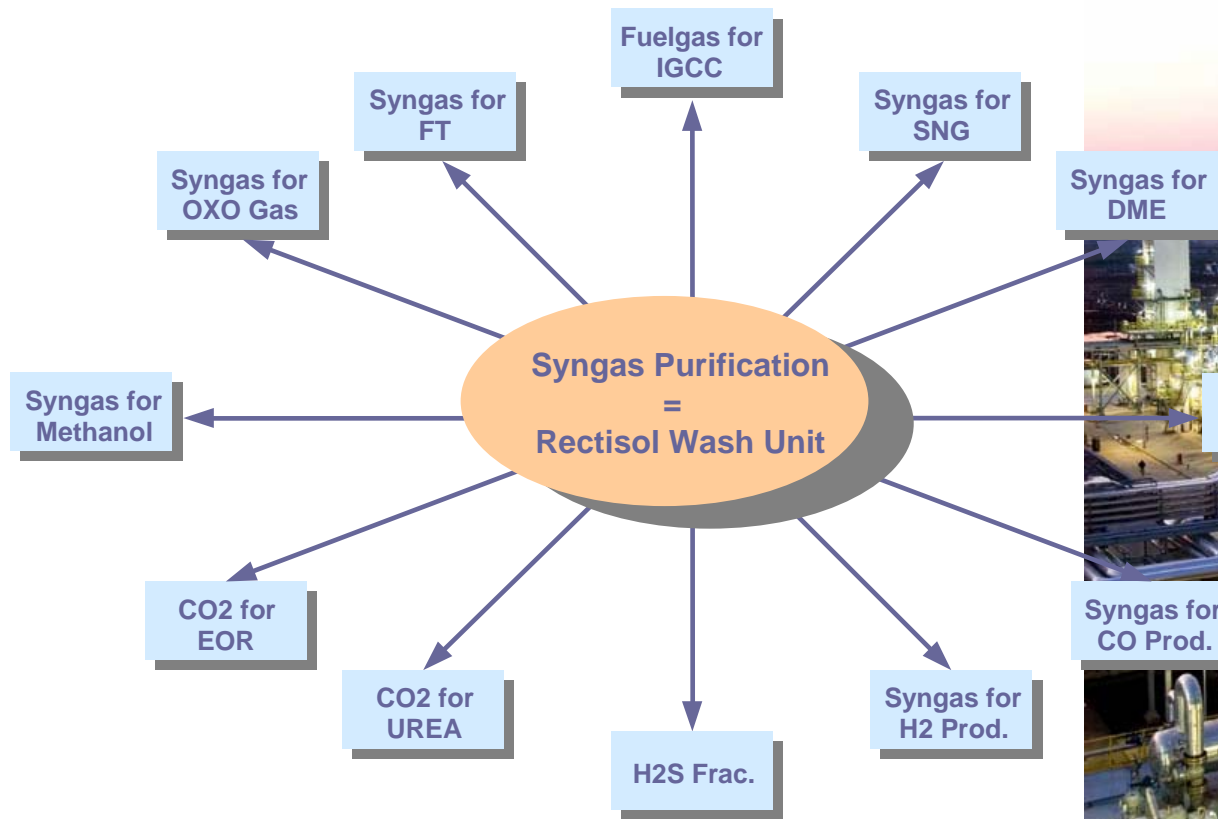 Fuelgas for
IGCC
Syngas for
FT
Syngas for
SNG
Syngas for
OXO Gas
Syngas for
DME
Syngas Purification
=
Rectisol Wash Unit
Syngas for
Methanol
CO2 for
EOR
Syngas for
CO Prod.
CO2 for
UREA
Syngas for
H2 Prod.
H2S Frac.